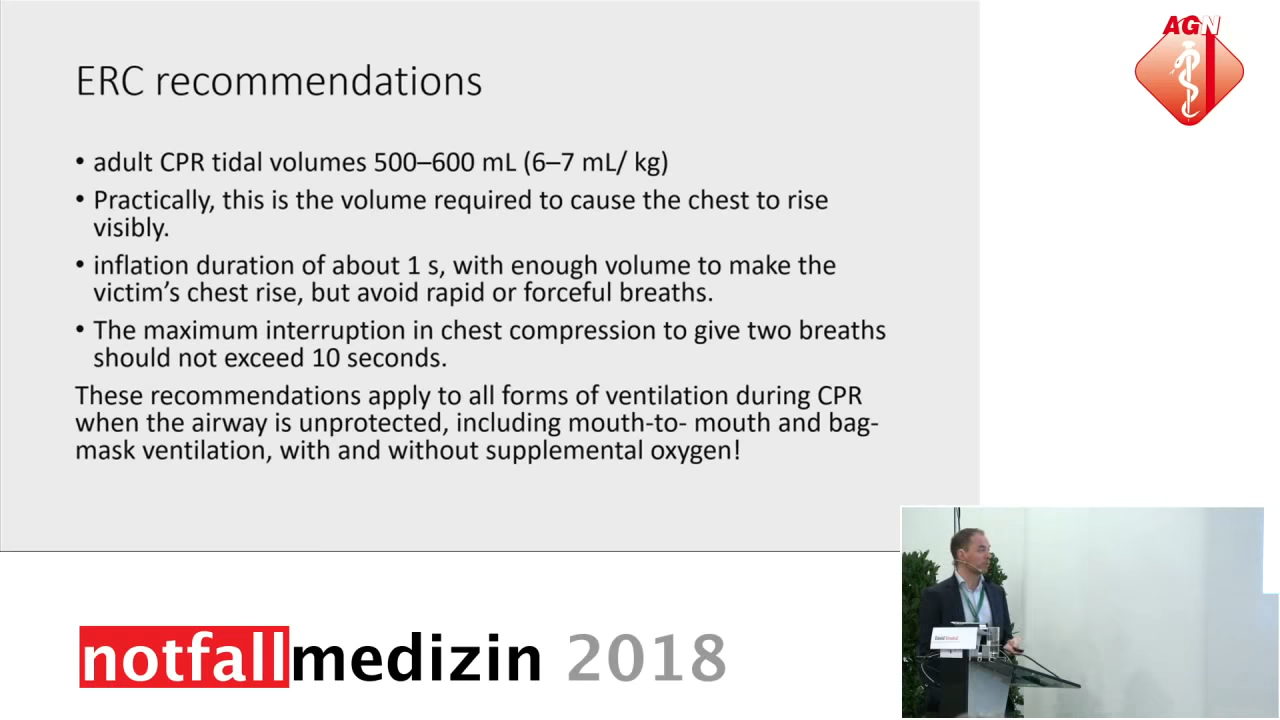 AGN
ERC recommendations
• adult CPR tidal volumes 500–600 mL (6–7 mL/ kg)
• Practically, this is the volume required to cause the chest to rise
visibly.
• inflation duration of about 1 s, with enough volume to make the
victim’s chest rise, but avoid rapid or forceful breaths.
• The maximum interruption in chest compression to give two breaths
should not exceed 10 seconds.
These recommendations apply to all forms of ventilation during CPR
when the airway is unprotected, including mouth-to- mouth and bag-
mask ventilation, with and without supplemental oxygen!
notfallmedizin 2018